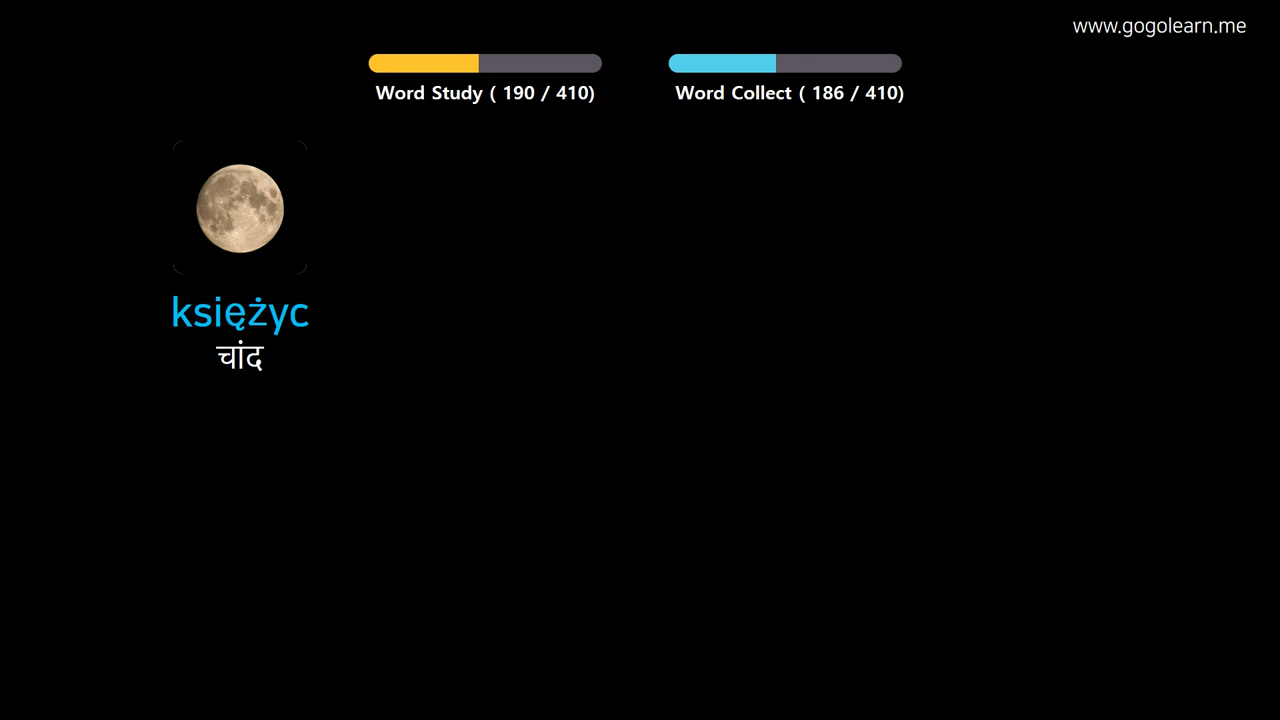 www.gogolearn.me
Word Study ( 190 / 410)
Word Collect ( 186 / 410)
księżyc
चांद